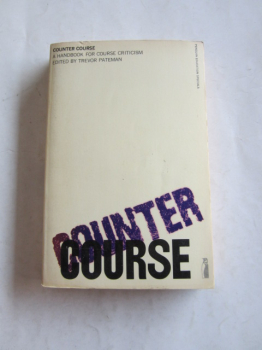 COUNTER COURSE
A HANDBOOK FOR COURSE CRITICISM
EDITED BY TREVOR PATEMAN
COUNTER
COURSE